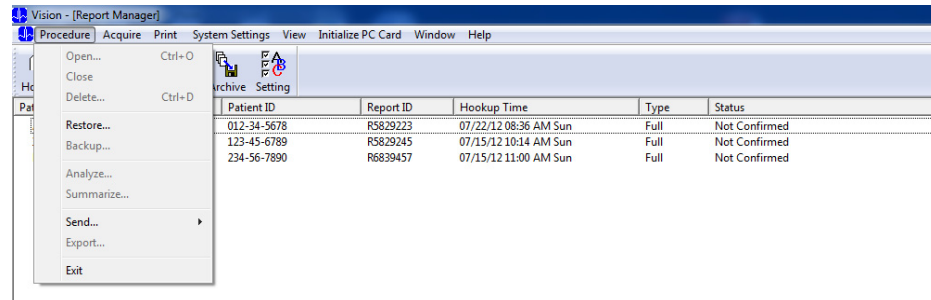 Vision - [Report Manager]
Procedure Acquire Print System Settings View Initialize PC Card Window Help
Open... Ctrl+O
Close
Delete... Ctrl+D
Restore...
Backup...
Analyze...
Summarize...
Send...
Export...
Exit
Setting
Patient ID Report ID Hookup Time Type Status
012-34-5678 R5829223 07/22/12 08:36 AM Sun Full Not Confirmed
123-45-6789 R5829245 07/15/12 10:14 AM Sun Full Not Confirmed
234-56-7890 R6839457 07/15/12 11:00 AM Sun Full Not Confirmed